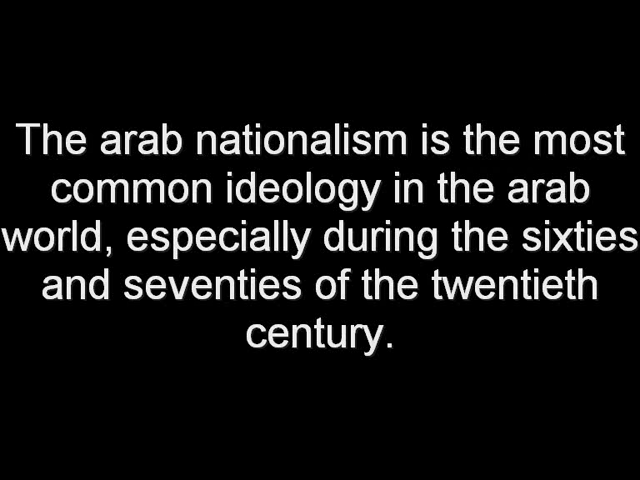 The arab nationalism is the most
common ideology in the arab
world, especially during the sixties
and seventies of the twentieth
century.